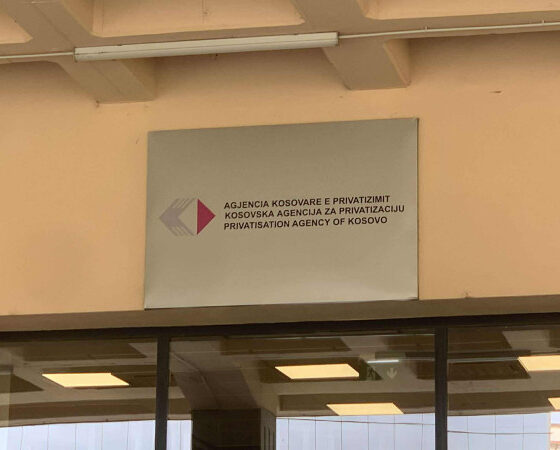 AGJENCIA KOSOVARE E PRIVATIZIMIT
KOSOVSKA AGENCIJA ZA PRIVATIZACIJU
PRIVATISATION AGENCY OF KOSOVO